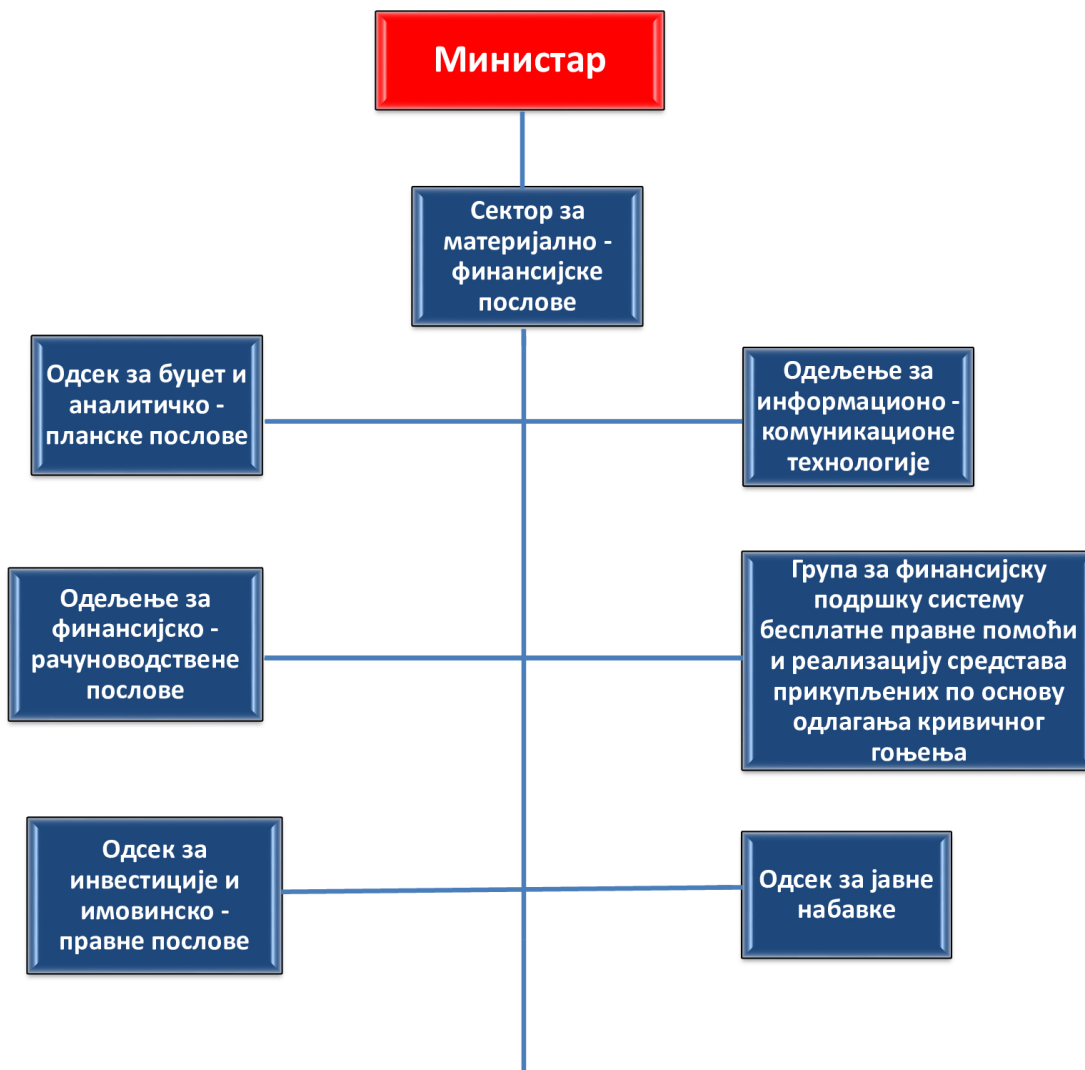 Министар
Сектор за
материјално -
финансијске
послове
Одсек за буџет и
аналитичко -
планске послове
Одељење за
информационо -
комуникационе
технологије
Одељење за
финансијско -
рачуноводствене
послове
Група за финансијску
подршку систему
бесплатне правне помоћи
и реализацију средстава
прикупљених по основу
одлагања кривичног
гоњења
Одсек за
инвестиције и
имовинско -
правне послове
Одсек за јавне
набавке